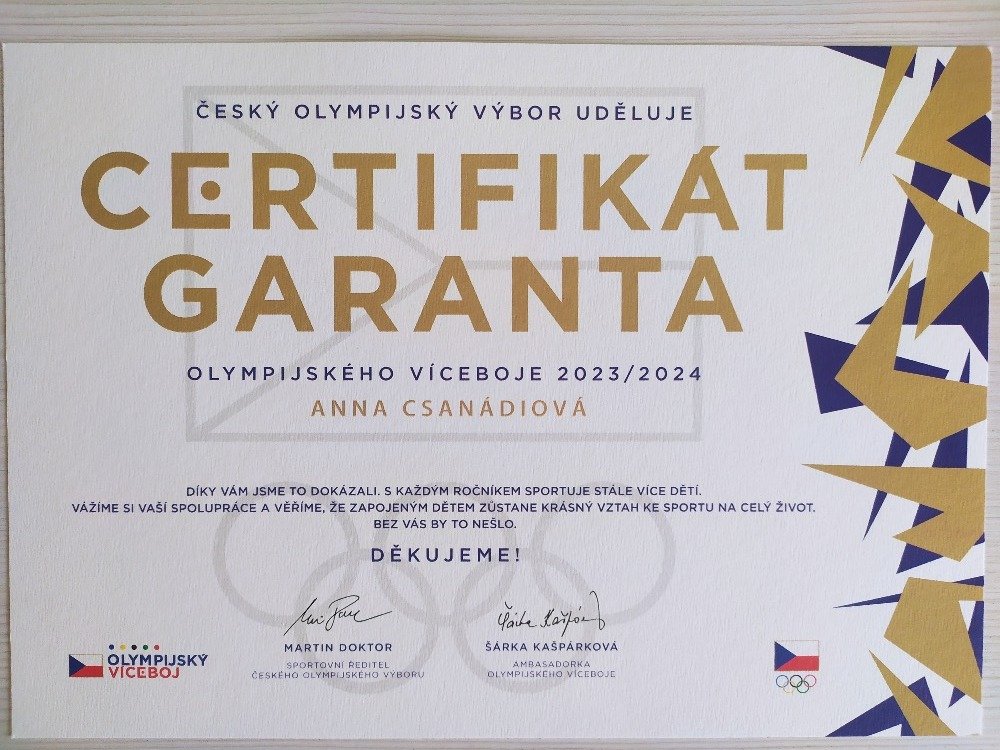 ČESKÝ OLYMPIJSKÝ VÝBOR UDĚLUJE
CERTIFIKÁT
GARANTA
OLYMPIJSKÉHO VÍCEBOJE 2023/2024
ANNA CSANÁDIOVÁ
DÍKY VÁM JSME TO DOKÁZALI. S KAŽDÝM ROČNÍKEM SPORTUJE STÁLE VÍCE DĚTÍ.
VÁŽÍME SI VAŠÍ SPOLUPRÁCE A VĚŘÍME, ŽE ZAPOJENÝM DĚTEM ZŮSTANE KRÁSNÝ VZTAH KE SPORTU NA CELÝ ŽIVOT.
BEZ VÁS BY TO NEŠLO.
DĚKUJEME!
Šárka Kašpárková
MARTIN DOKTOR
SPORTOVNÍ ŘEDITEL
ČESKÉHO OLYMPIJSKÉHO VÝBORU
ŠÁRKA KAŠPÁRKOVÁ
AMBASADORKA
OLYMPIJSKÉHO VÍCEBOJE
OLYMPIJSKÝ
VÍCEBOJ